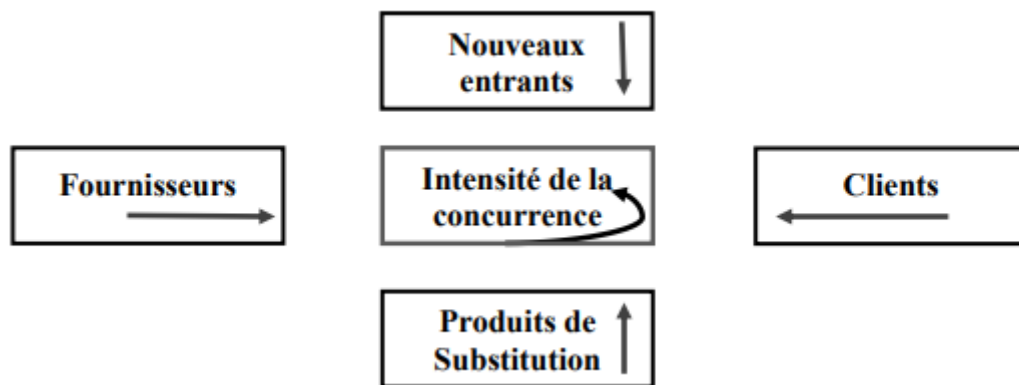 Nouveaux
entrants
Fournisseurs
Intensité de la
concurrence
Clients
Produits de
Substitution